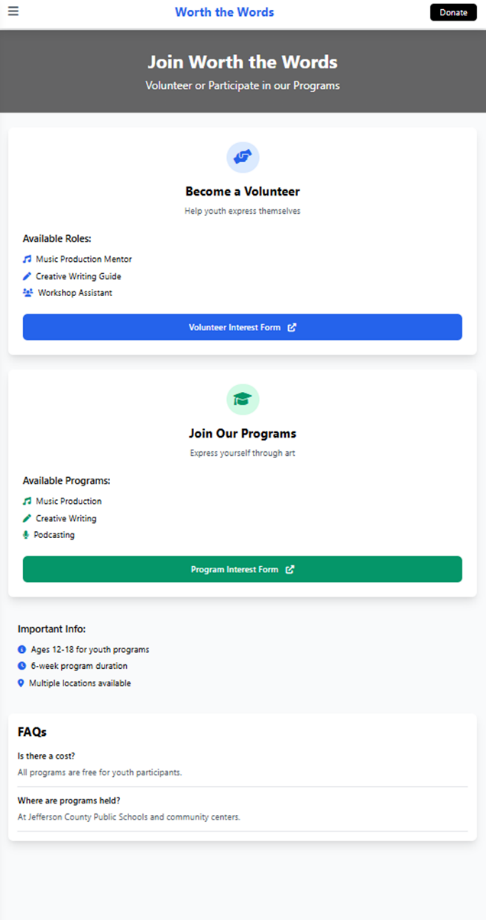 Worth the Words
Donate
Join Worth the Words
Volunteer or Participate in our Programs
Become a Volunteer
Help youth express themselves
Available Roles:
Music Production Mentor
Creative Writing Guide
Workshop Assistant
Volunteer Interest Form
Join Our Programs
Express yourself through art
Available Programs:
Music Production
Creative Writing
Podcasting
Program Interest Form
Important Info:
Ages 12-18 for youth programs
6-week program duration
Multiple locations available
FAQs
Is there a cost?
All programs are free for youth participants.
Where are programs held?
At Jefferson County Public Schools and community centers.